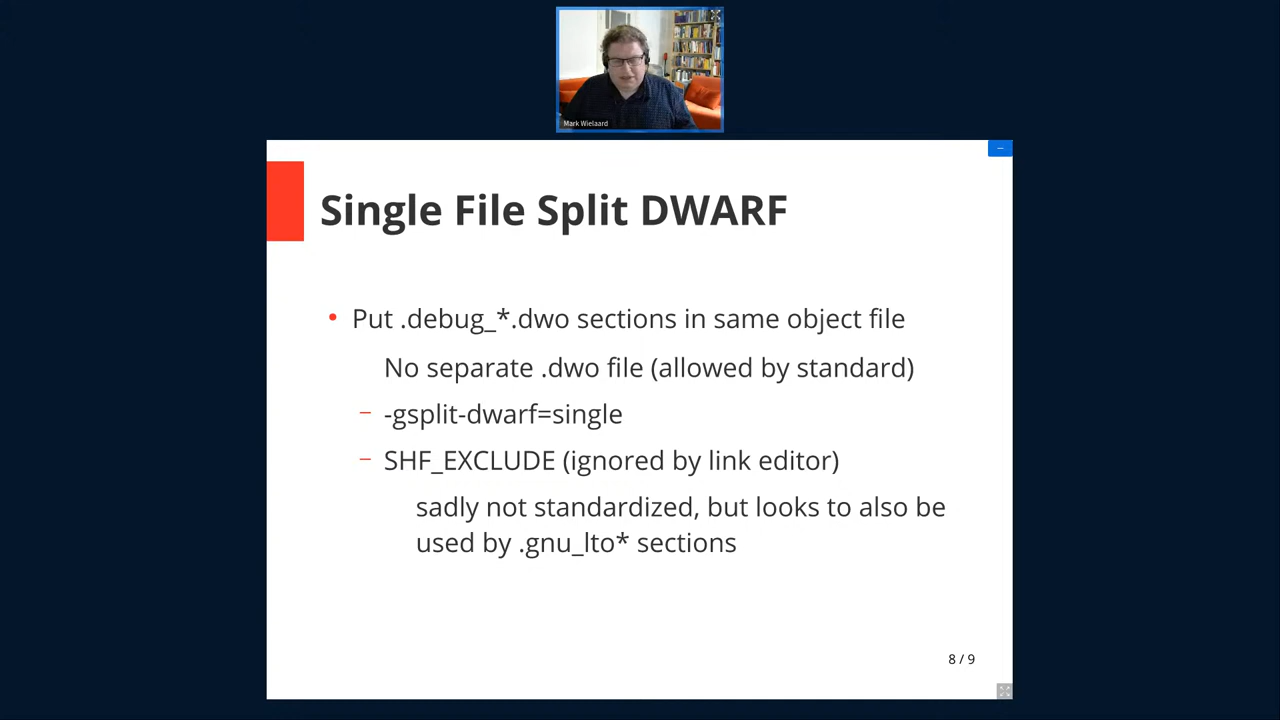 Mark Wielaard
Single File Split DWARF
• Put .debug_*.dwo sections in same object file
No separate .dwo file (allowed by standard)
– -gsplit-dwarf=single
– SHF_EXCLUDE (ignored by link editor)
sadly not standardized, but looks to also be
used by .gnu_lto* sections
8 / 9